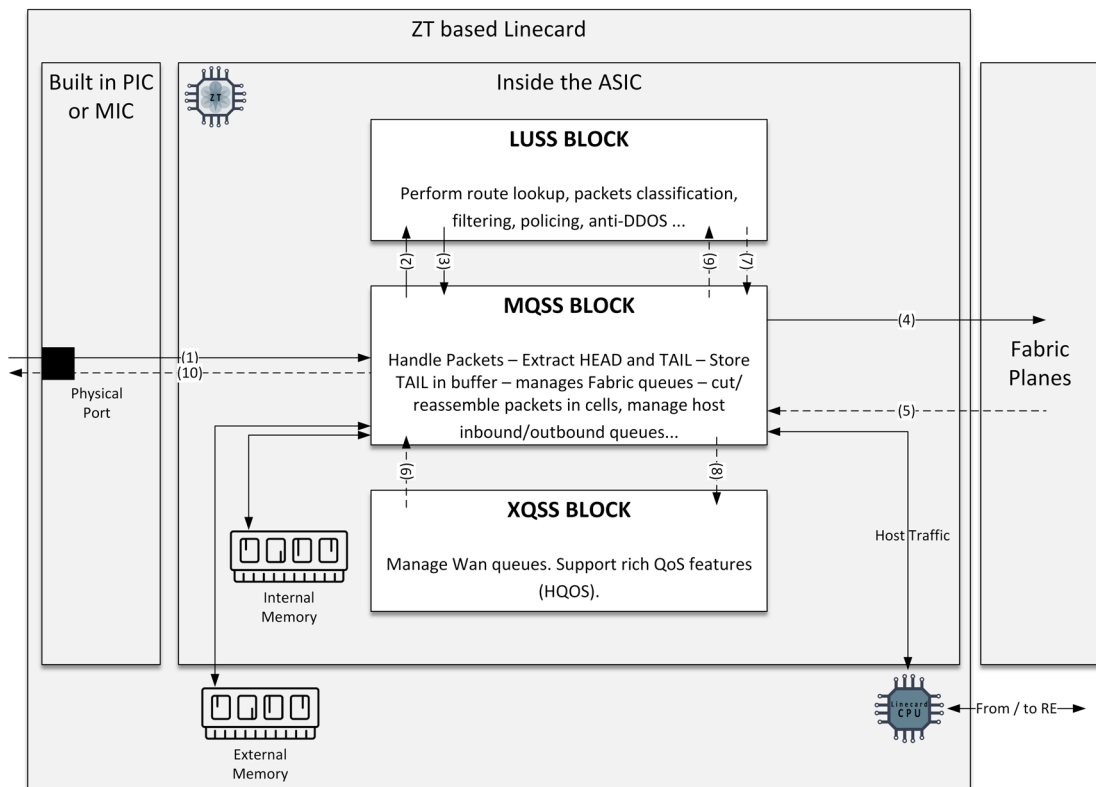 ZT based Linecard
Built in PIC
or MIC
Inside the ASIC
ZT
LUSS BLOCK
Perform route lookup, packets classification,
filtering, policing, anti-DDOS ...
(2)
(3)
(6)
(7)
MQSS BLOCK
Handle Packets – Extract HEAD and TAIL – Store
TAIL in buffer – manages Fabric queues – cut/
reassemble packets in cells, manage host
inbound/outbound queues...
(1)
(10)
Physical
Port
(4)
(5)
Fabric
Planes
(9)
(8)
XQSS BLOCK
Manage Wan queues. Support rich QoS features
(HQOS).
Host Traffic
Internal
Memory
External
Memory
Linecard
CPU
From / to RE